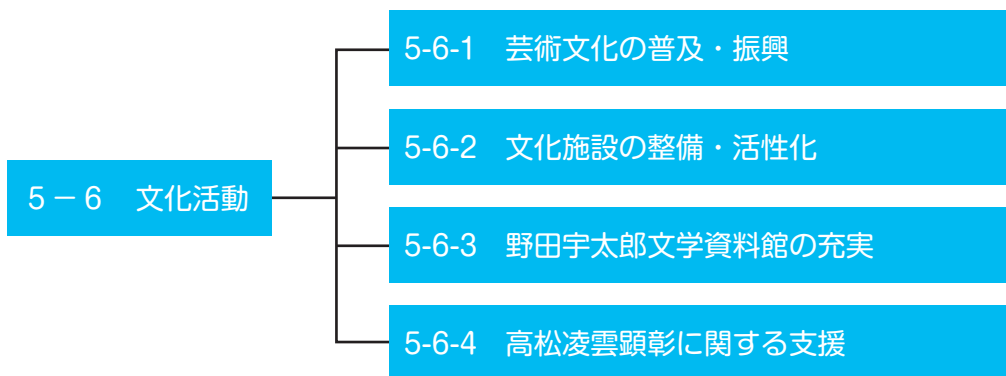 5-6-1 芸術文化の普及・振興
5-6-2 文化施設の整備・活性化
5－6 文化活動
5-6-3 野田宇太郎文学資料館の充実
5-6-4 高松凌雲顕彰に関する支援